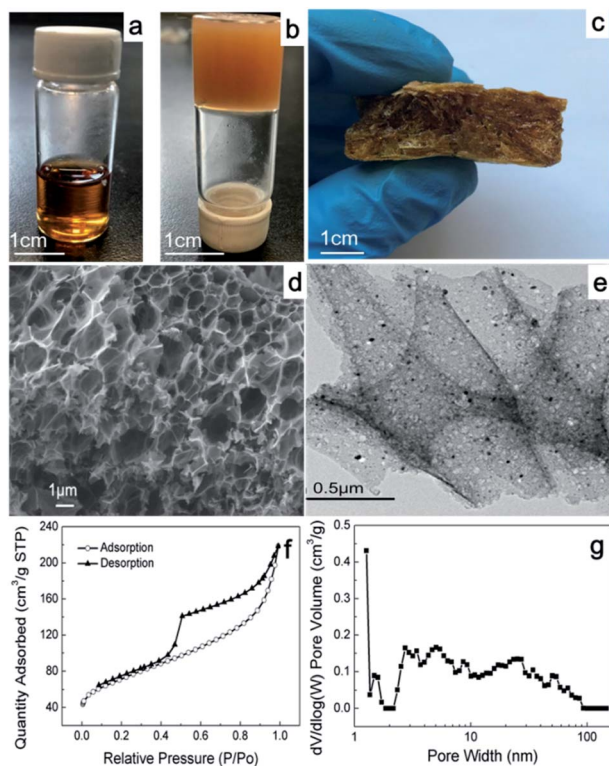 a
1cm
b
1cm
c
1cm
d
1μm
e
0.5μm
f
Adsorption
Desorption
Quantity Adsorbed (cm³/g STP)
240
200
160
120
80
40
0.0 0.2 0.4 0.6 0.8 1.0
Relative Pressure (P/Po)
g
dV/dlog(W) Pore Volume (cm³/g)
0.5
0.4
0.3
0.2
0.1
0.0
1 10 100
Pore Width (nm)